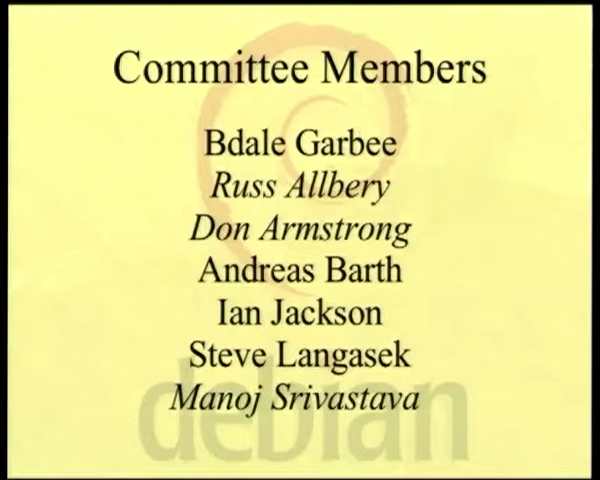 Committee Members
Bdale Garbee
Russ Allbery
Don Armstrong
Andreas Barth
Ian Jackson
Steve Langasek
Manoj Srivastava
debian